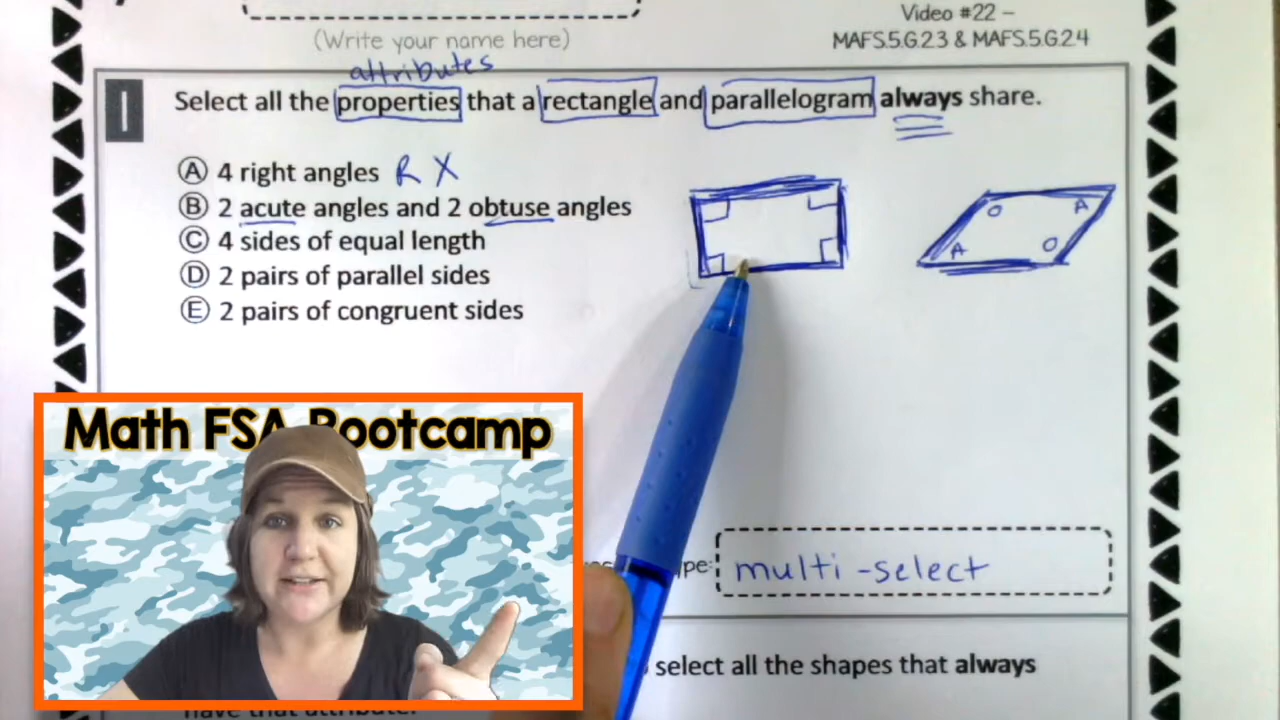 Video #22 –
(Write your name here)
MAFS.5.G.2.3 & MAFS.5.G.2.4
attributes
1
Select all the properties that a rectangle and parallelogram always share.
Ⓐ 4 right angles R X
Ⓑ 2 acute angles and 2 obtuse angles
Ⓒ 4 sides of equal length
Ⓓ 2 pairs of parallel sides
Ⓔ 2 pairs of congruent sides
O A
A O
Math FSA Bootcamp
multi-select
select all the shapes that always
have that attribute.